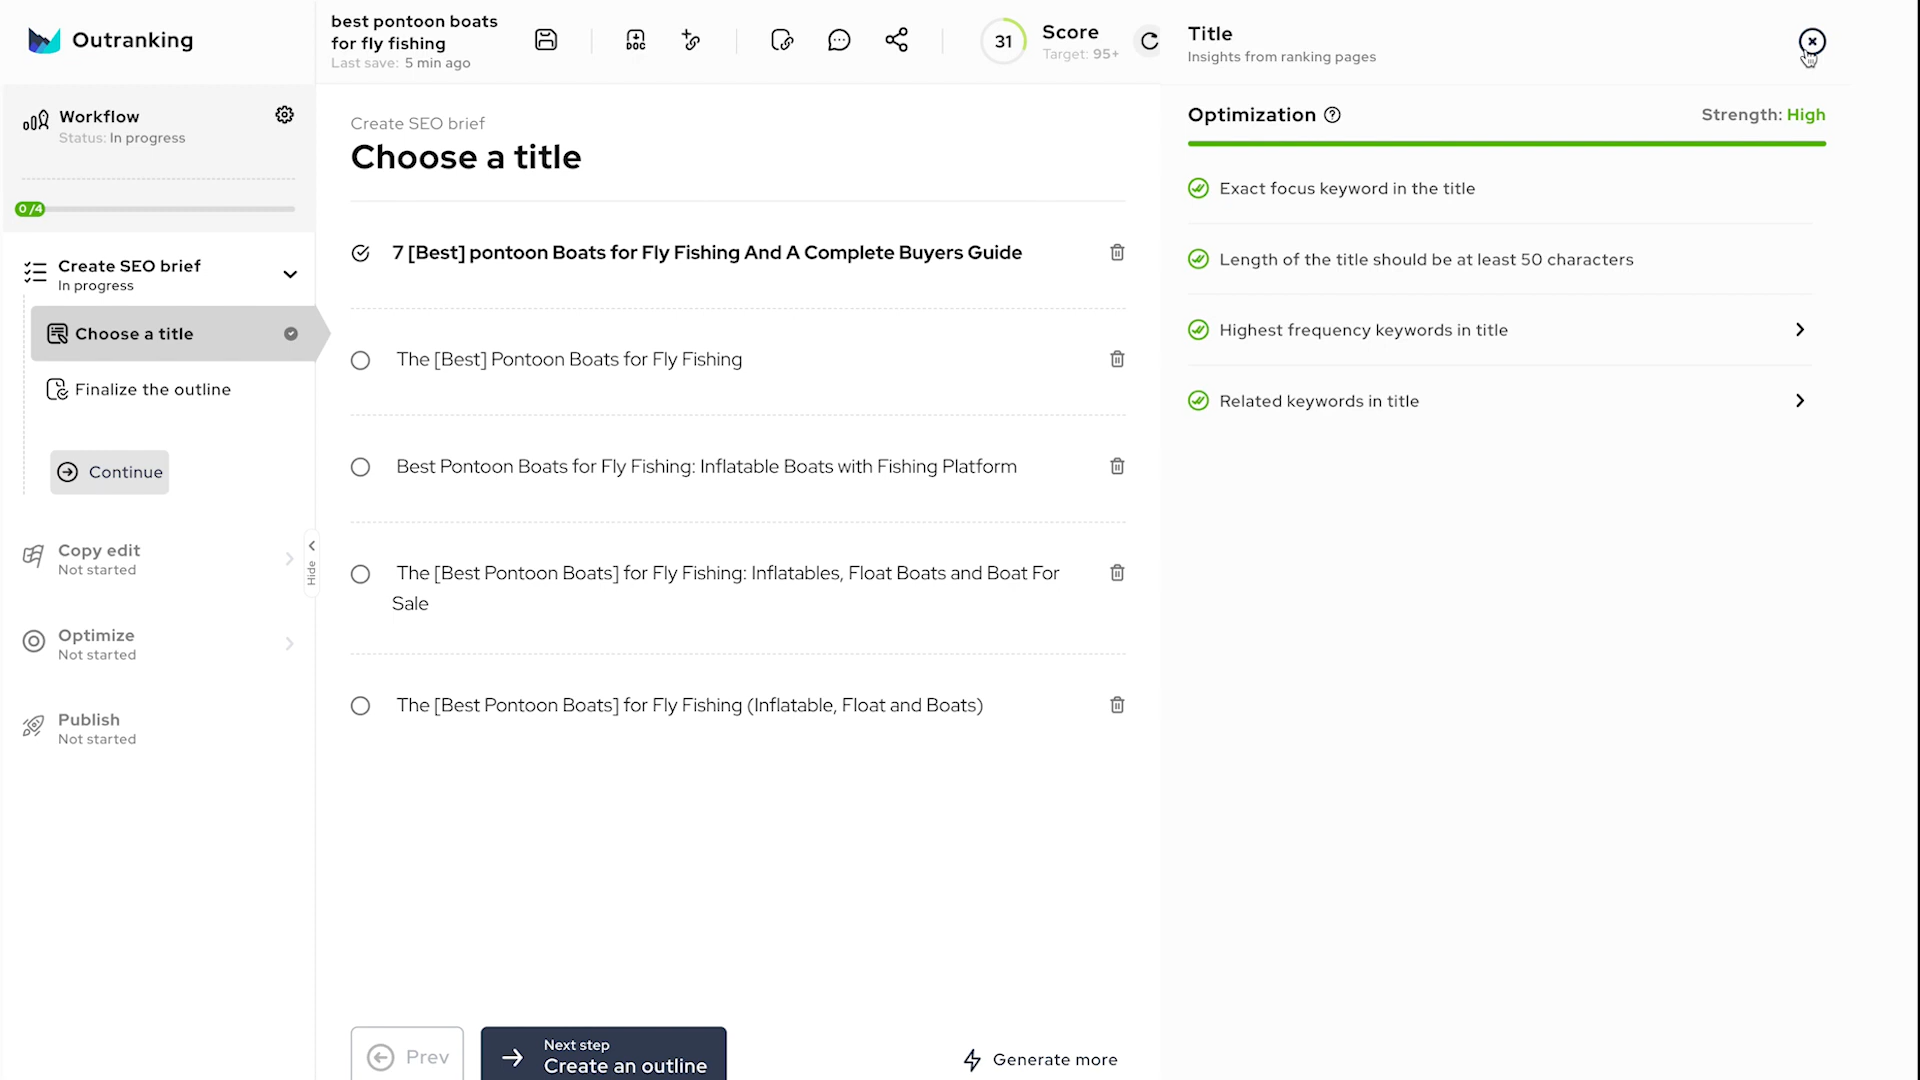 Outranking
best pontoon boats
for fly fishing
Last save: 5 min ago
DOC
31
Score
Target: 95+
Title
Insights from ranking pages
Workflow
Status: In progress
0/4
Create SEO brief
In progress
Choose a title
Finalize the outline
Continue
Copy edit
Not started
Optimize
Not started
Publish
Not started
Hide
Create SEO brief
Choose a title
7 [Best] pontoon Boats for Fly Fishing And A Complete Buyers Guide
The [Best] Pontoon Boats for Fly Fishing
Best Pontoon Boats for Fly Fishing: Inflatable Boats with Fishing Platform
The [Best Pontoon Boats] for Fly Fishing: Inflatables, Float Boats and Boat For
Sale
The [Best Pontoon Boats] for Fly Fishing (Inflatable, Float and Boats)
Prev
Next step
Create an outline
Generate more
Optimization
Strength: High
Exact focus keyword in the title
Length of the title should be at least 50 characters
Highest frequency keywords in title
Related keywords in title